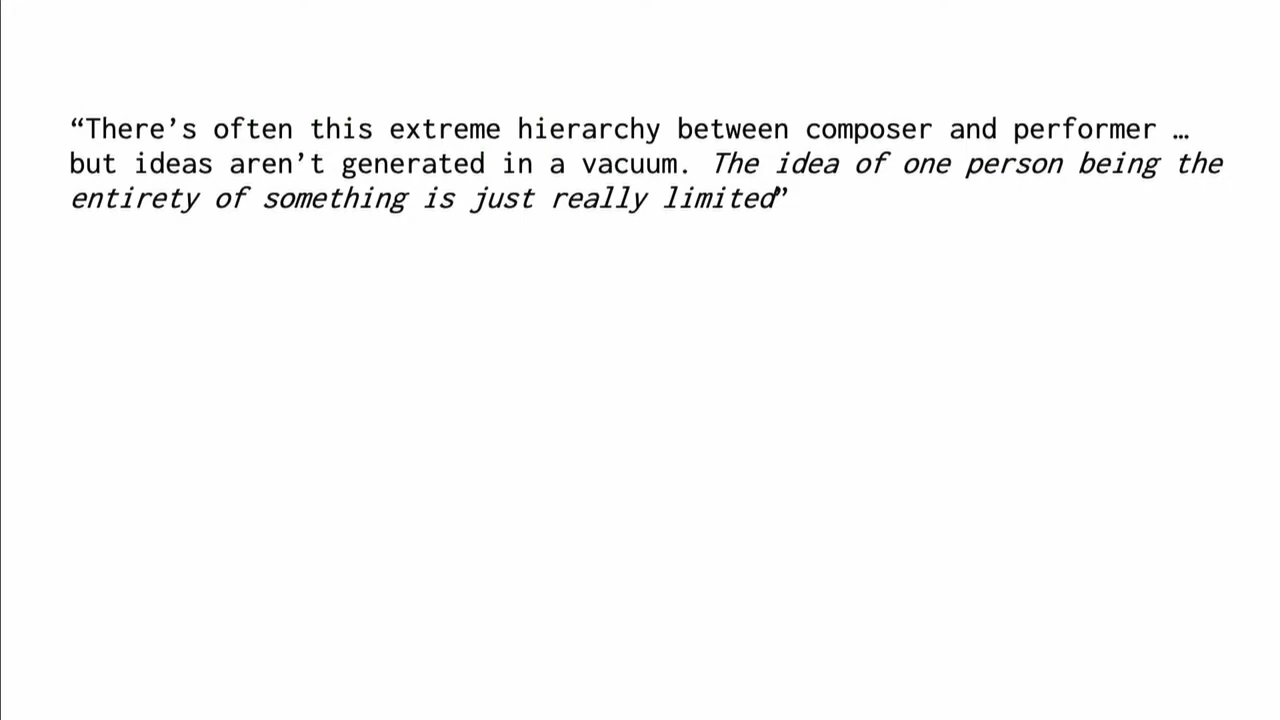 “There’s often this extreme hierarchy between composer and performer …
but ideas aren’t generated in a vacuum. The idea of one person being the
entirety of something is just really limited”